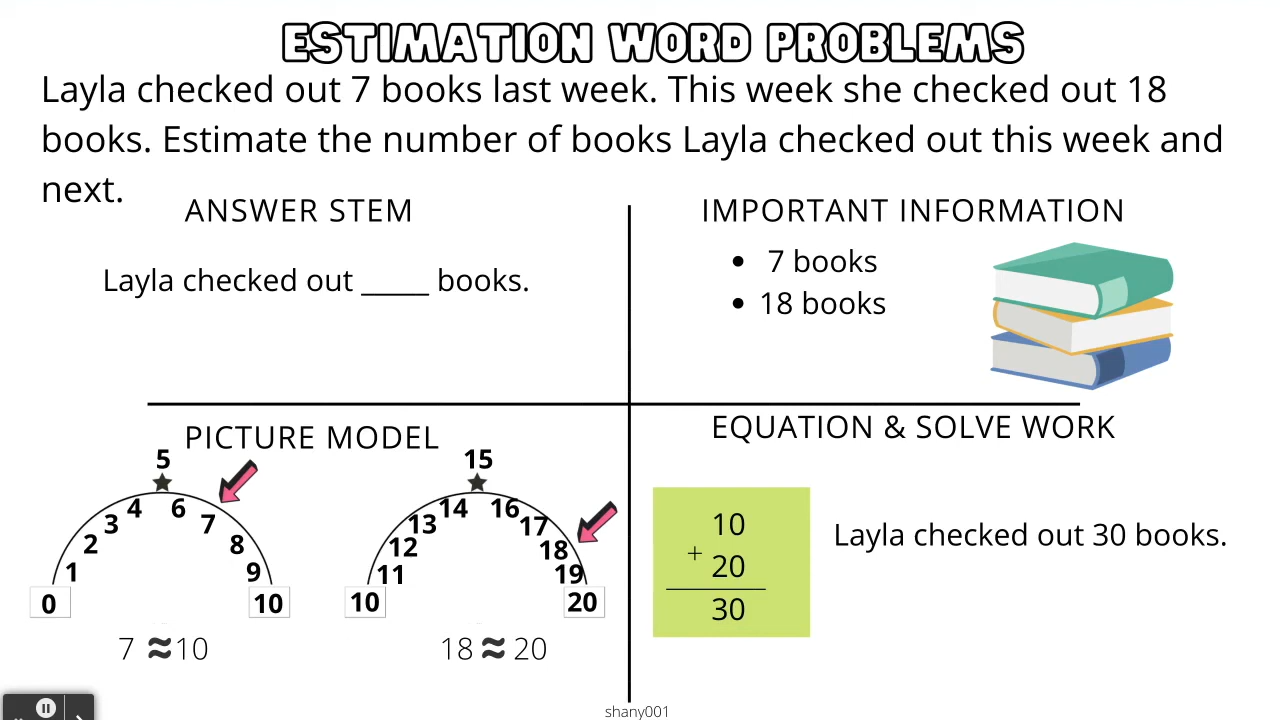 ESTIMATION WORD PROBLEMS
Layla checked out 7 books last week. This week she checked out 18
books. Estimate the number of books Layla checked out this week and
next.
ANSWER STEM
Layla checked out _____ books.
IMPORTANT INFORMATION
• 7 books
• 18 books
PICTURE MODEL
5
0 1 2 3 4 6 7 8 9 10
7 ≈ 10
15
10 11 12 13 14 16 17 18 19 20
18 ≈ 20
EQUATION & SOLVE WORK
10
+ 20
30
Layla checked out 30 books.
shany001